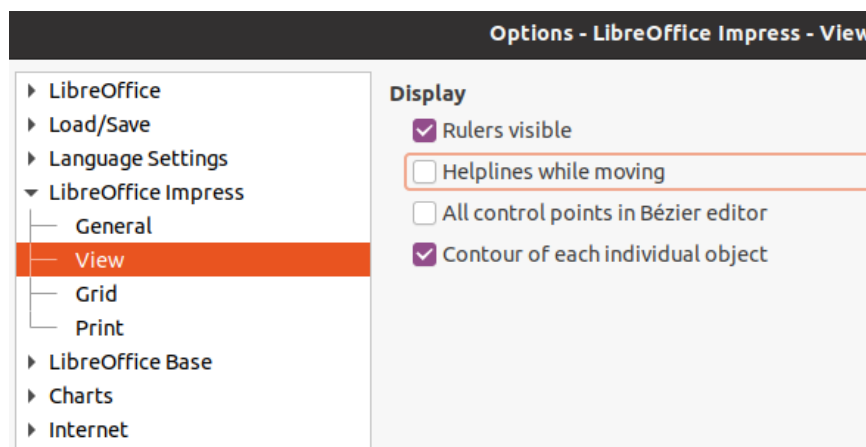 Options - LibreOffice Impress - View
LibreOffice
Load/Save
Language Settings
LibreOffice Impress
General
View
Grid
Print
LibreOffice Base
Charts
Internet
Display
Rulers visible
Helplines while moving
All control points in Bézier editor
Contour of each individual object